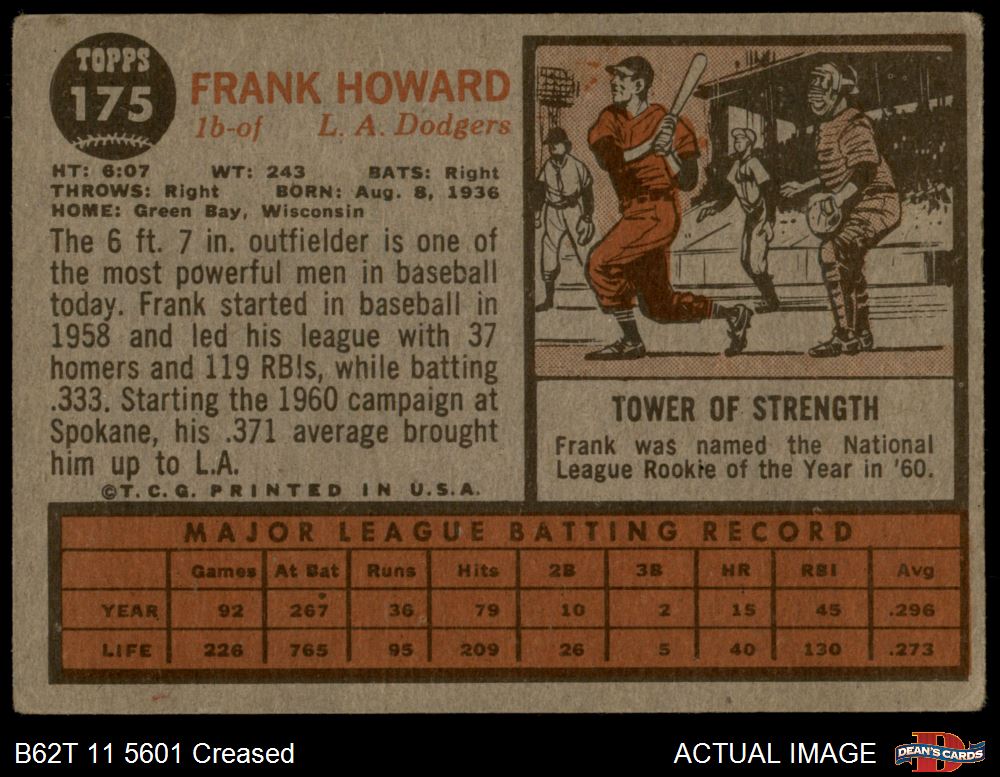 TOPPS
175
FRANK HOWARD
1b-of L. A. Dodgers
HT: 6:07 WT: 243 BATS: Right
THROWS: Right BORN: Aug. 8, 1936
HOME: Green Bay, Wisconsin
The 6 ft. 7 in. outfielder is one of
the most powerful men in baseball
today. Frank started in baseball in
1958 and led his league with 37
homers and 119 RBIs, while batting
.333. Starting the 1960 campaign at
Spokane, his .371 average brought
him up to L.A.
©T.C.G. PRINTED IN U.S.A.
TOWER OF STRENGTH
Frank was named the National
League Rookie of the Year in '60.
MAJOR LEAGUE BATTING RECORD
Games At Bat Runs Hits 2B 3B HR RBI Avg
YEAR 92 267 36 79 10 2 15 45 .296
LIFE 226 765 95 209 26 5 40 130 .273
B62T 11 5601 Creased
ACTUAL IMAGE
DEAN'S CARDS